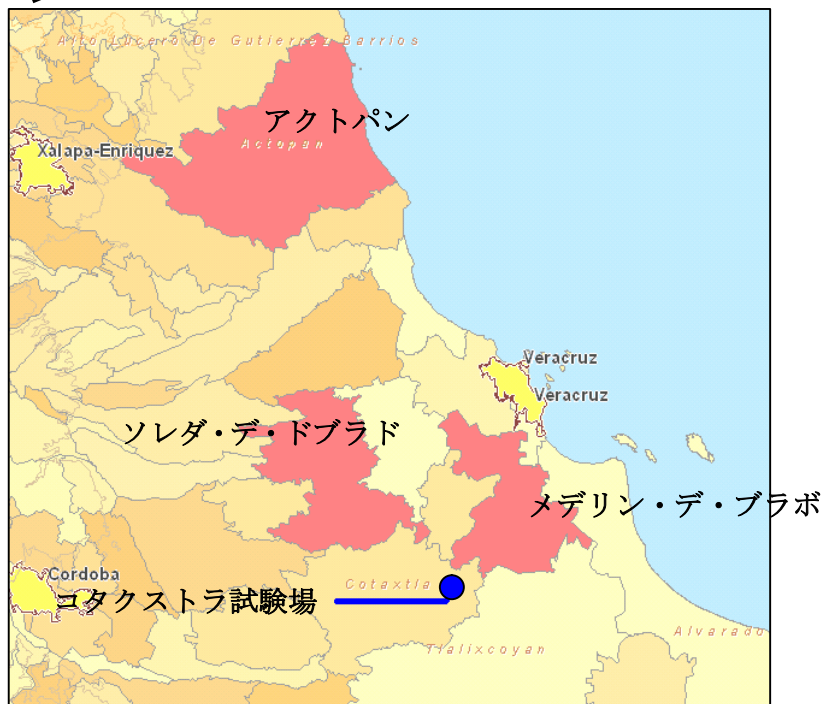 Alto Lucero De Gutierrez Barrios
アクトパン
Actopan
Xalapa-Enriquez
Veracruz
Veracruz
ソレダ・デ・ドブラド
メデリン・デ・ブラボ
Cordoba
コタクストラ試験場
Cotaxtla
Tlalixcoyan
Alvarado